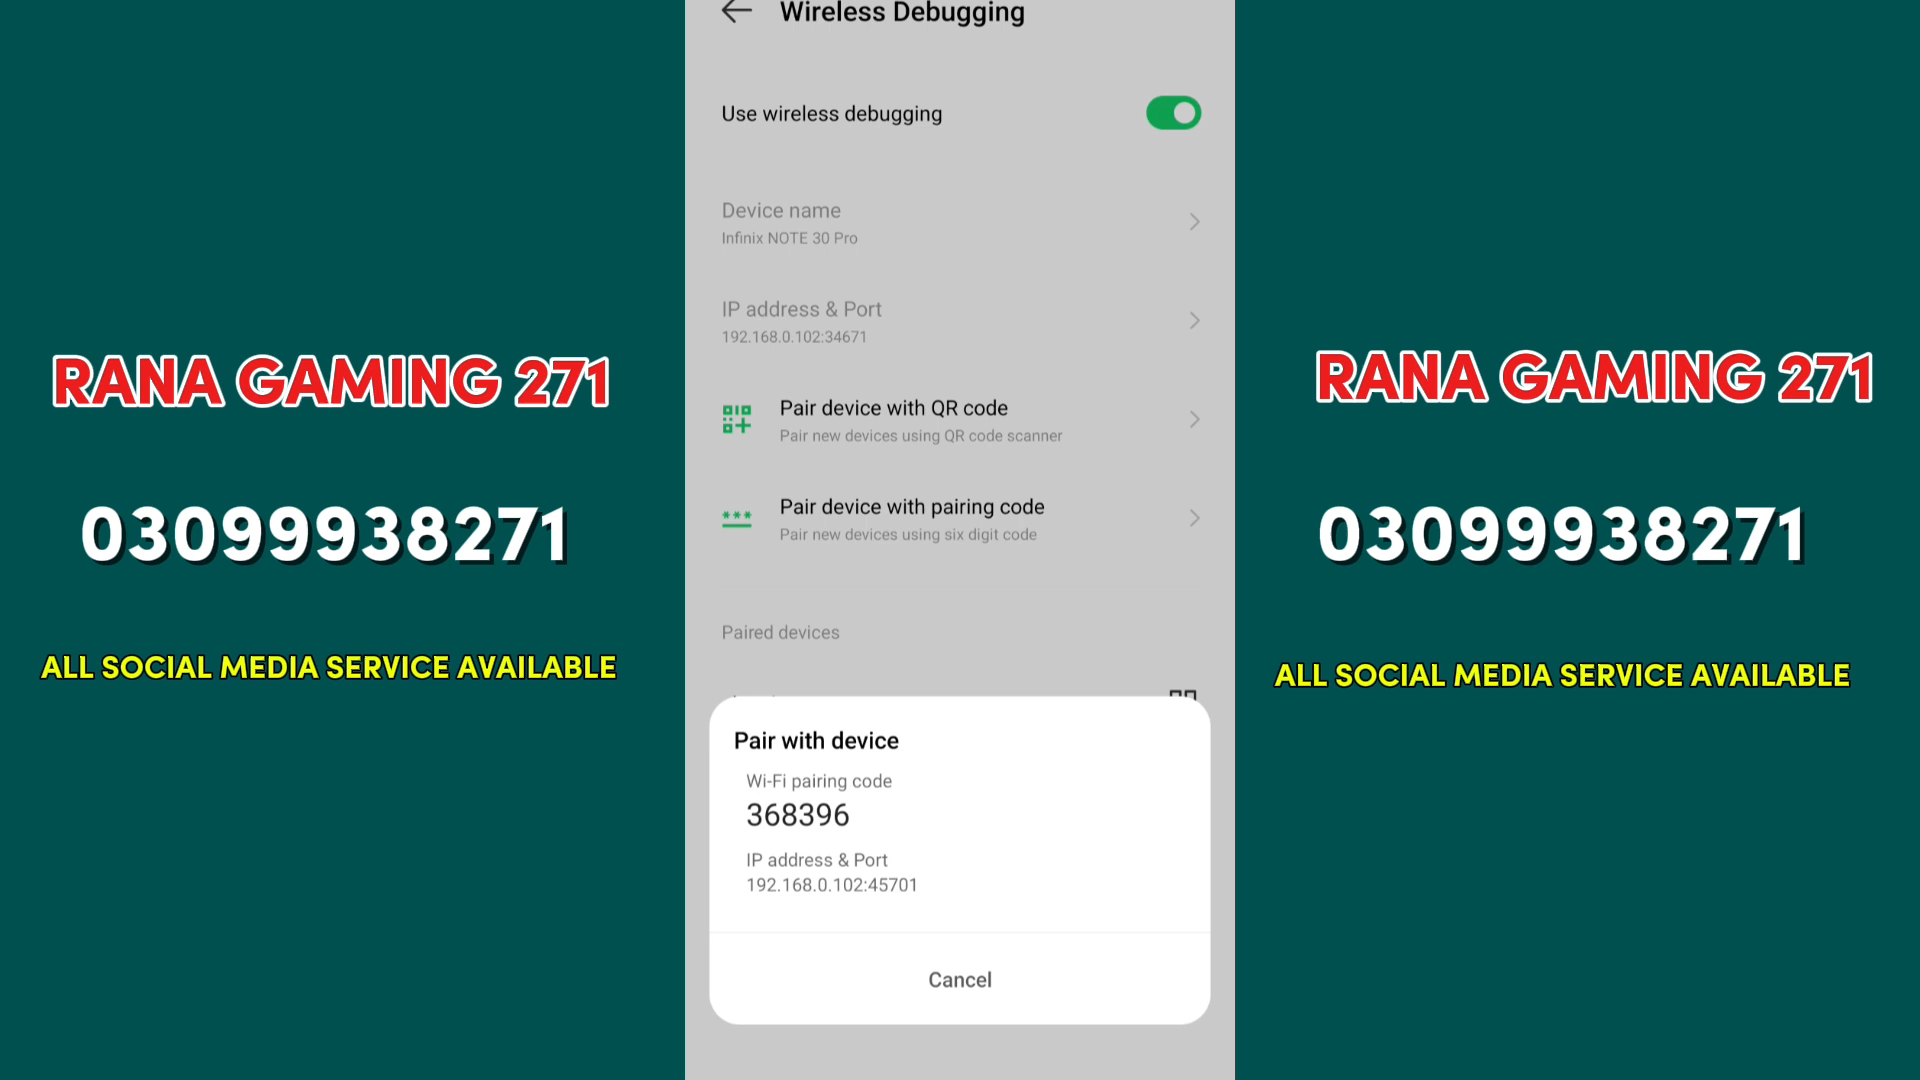 Wireless Debugging
Use wireless debugging
Device name
Infinix NOTE 30 Pro
IP address & Port
192.168.0.102:34671
Pair device with QR code
Pair new devices using QR code scanner
Pair device with pairing code
Pair new devices using six digit code
Paired devices
Pair with device
Wi-Fi pairing code
368396
IP address & Port
192.168.0.102:45701
Cancel
RANA GAMING 271
03099938271
ALL SOCIAL MEDIA SERVICE AVAILABLE
RANA GAMING 271
03099938271
ALL SOCIAL MEDIA SERVICE AVAILABLE